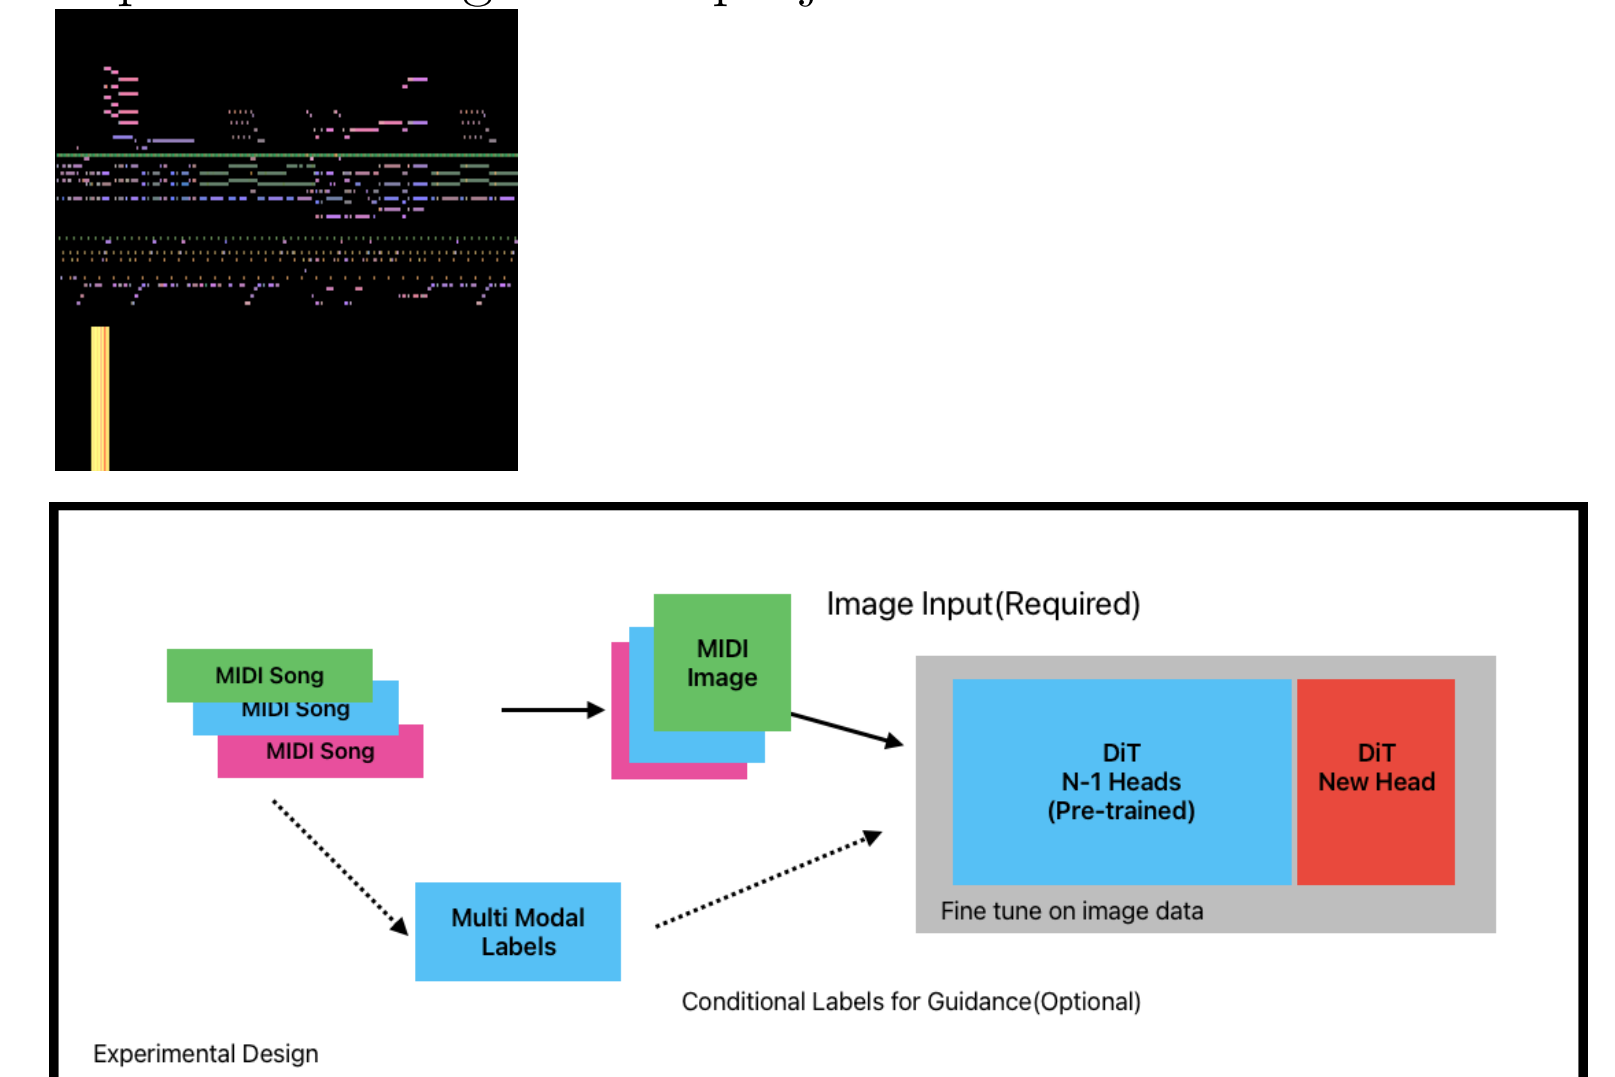 Image Input(Required)
MIDI Song
MIDI Song
MIDI Song
MIDI
Image
DiT
N-1 Heads
(Pre-trained)
DiT
New Head
Fine tune on image data
Multi Modal
Labels
Conditional Labels for Guidance(Optional)
Experimental Design